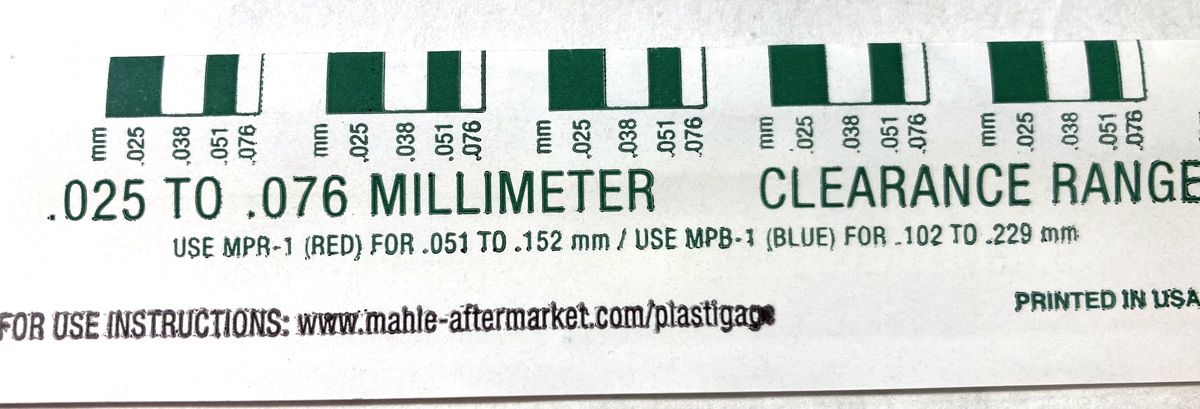 mm .025 .038 .051 .076 mm .025 .038 .051 .076 mm .025 .038 .051 .076 mm .025 .038 .051 .076 mm .025 .038 .051 .076
.025 TO .076 MILLIMETER CLEARANCE RANGE
USE MPR-1 (RED) FOR .051 TO .152 mm / USE MPB-1 (BLUE) FOR .102 TO .229 mm
FOR USE INSTRUCTIONS: www.mahle-aftermarket.com/plastigage
PRINTED IN USA